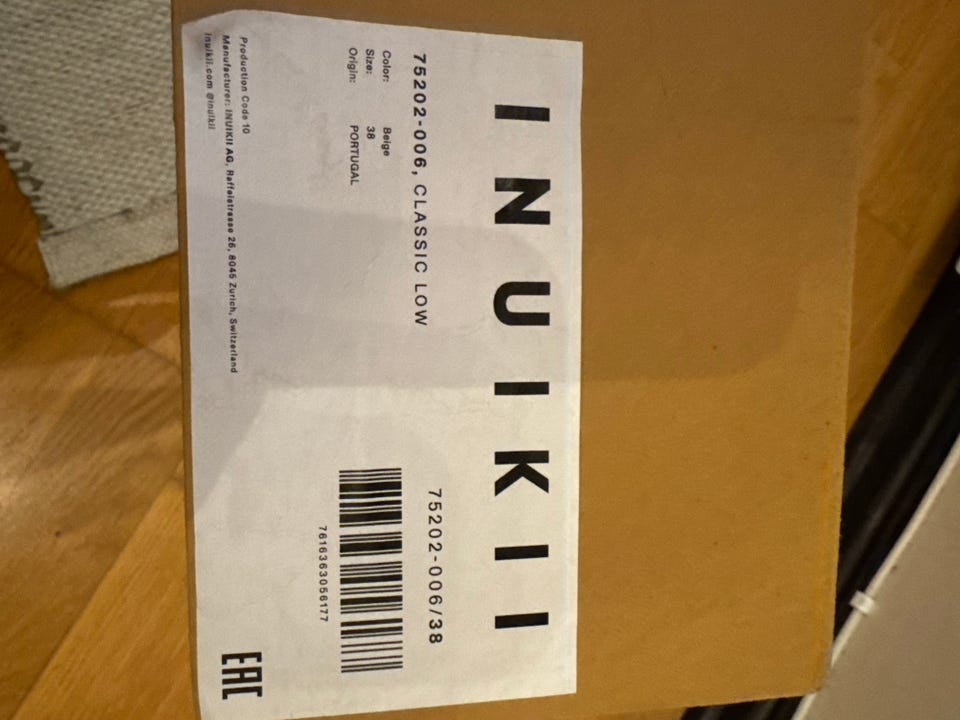 INUIKII
75202-006, CLASSIC LOW
75202-006/38
Color: Beige
Size: 38
Origin: PORTUGAL
7616363056177
Production Code 10
Manufacturer: INUIKII AG, Raffelstrasse 25, 8045 Zurich, Switzerland
inuikii.com @inuikii
EAC